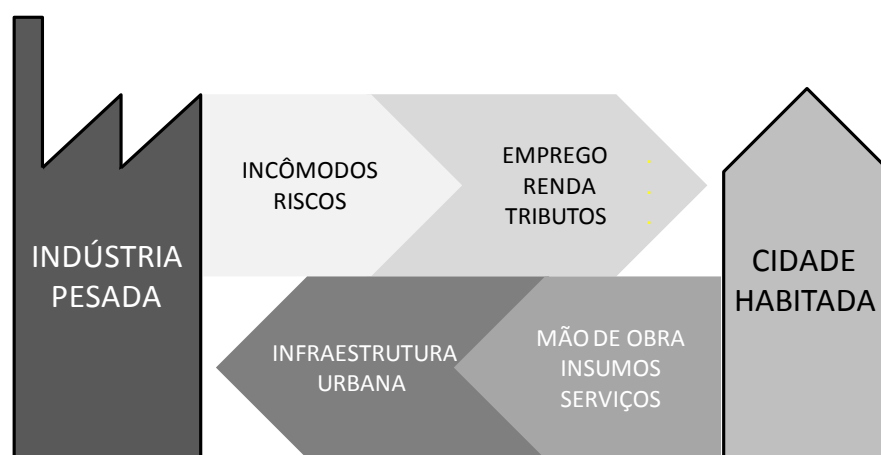 INDÚSTRIA
PESADA
INCÔMODOS
RISCOS
EMPREGO
RENDA
TRIBUTOS
INFRAESTRUTURA
URBANA
MÃO DE OBRA
INSUMOS
SERVIÇOS
CIDADE
HABITADA